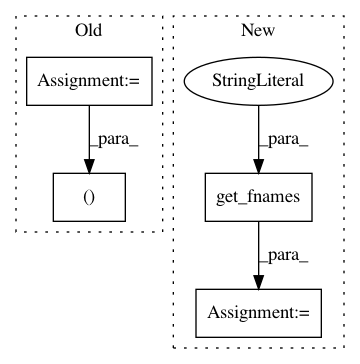 Old
New
Assignment:=
StringLiteral
_para_
_para_
()
get_fnames
_para_
Assignment:=